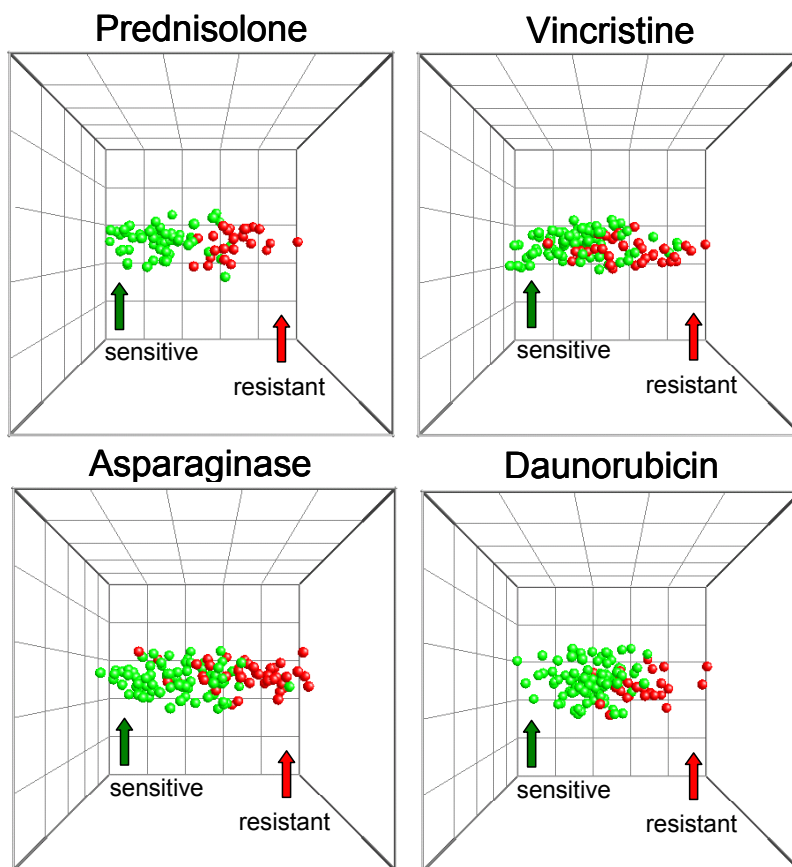 Prednisolone
Vincristine
sensitive
resistant
sensitive
resistant
Asparaginase
Daunorubicin
sensitive
resistant
sensitive
resistant